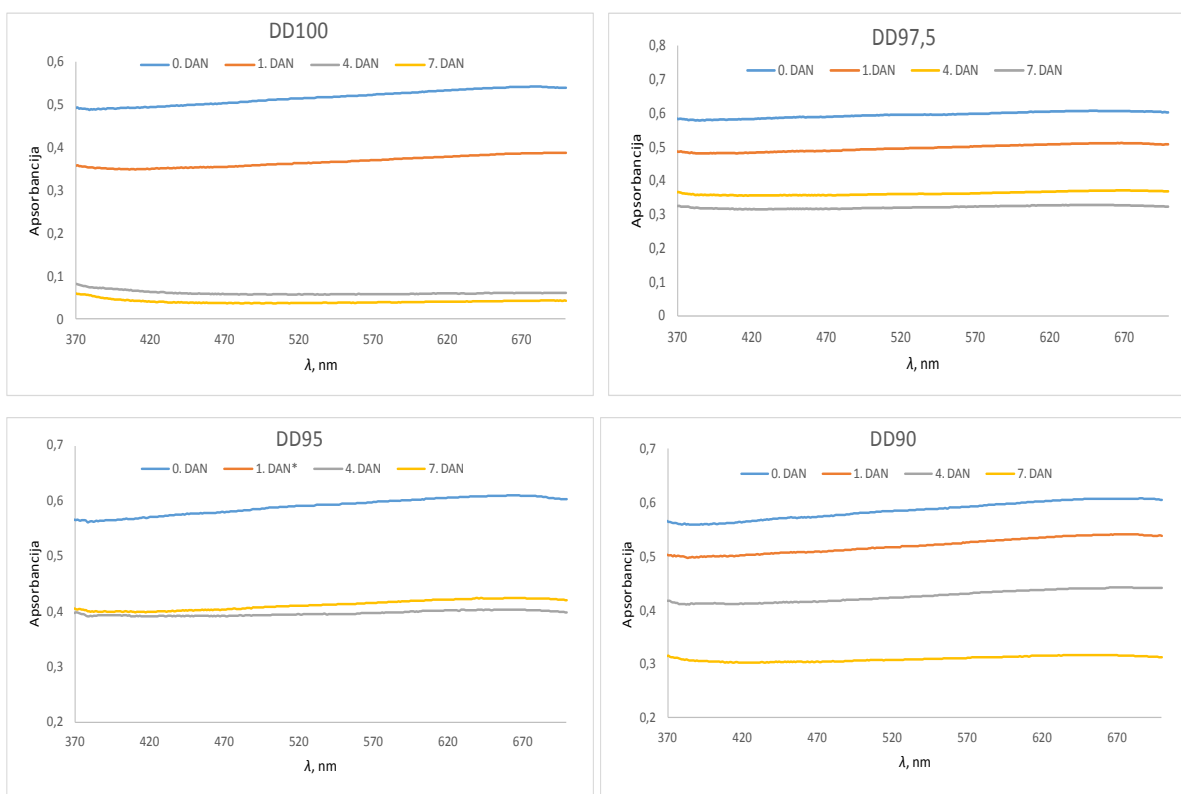 DD100
0. DAN 1. DAN 4. DAN 7. DAN
0,6
0,5
0,4
0,3
0,2
0,1
0
Apsorbancija
370 420 470 520 570 620 670
λ, nm
DD97,5
0. DAN 1.DAN 4. DAN 7. DAN
0,8
0,7
0,6
0,5
0,4
0,3
0,2
0,1
0
Apsorbancija
370 420 470 520 570 620 670
λ, nm
DD95
0. DAN 1. DAN* 4. DAN 7. DAN
0,7
0,6
0,5
0,4
0,3
0,2
Apsorbancija
370 420 470 520 570 620 670
λ, nm
DD90
0. DAN 1. DAN 4. DAN 7. DAN
0,7
0,6
0,5
0,4
0,3
0,2
Apsorbancija
370 420 470 520 570 620 670
λ, nm